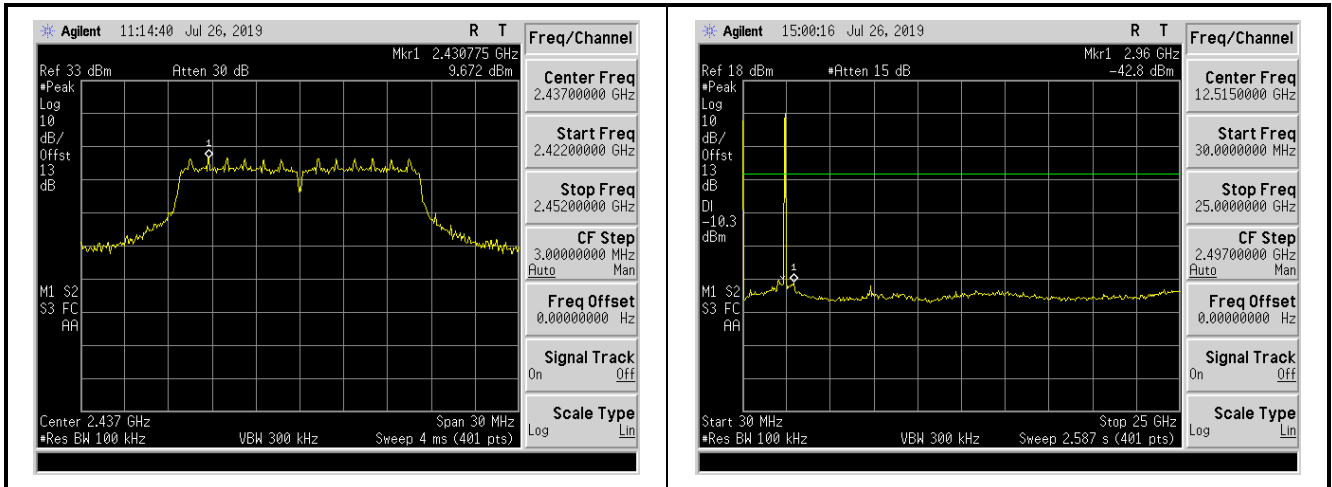 Agilent 11:14:40 Jul 26, 2019 R T
Mkr1 2.430775 GHz
Ref 33 dBm Atten 30 dB 9.672 dBm
#Peak
Log
10
dB/
Offst
13
dB
1
M1 S2
S3 FC
AA
Center 2.437 GHz Span 30 MHz
#Res BW 100 kHz VBW 300 kHz Sweep 4 ms (401 pts)
Freq/Channel
Center Freq
2.43700000 GHz
Start Freq
2.42200000 GHz
Stop Freq
2.45200000 GHz
CF Step
3.00000000 MHz
Auto Man
Freq Offset
0.00000000 Hz
Signal Track
On Off
Scale Type
Log Lin
Agilent 15:00:16 Jul 26, 2019 R T
Mkr1 2.96 GHz
Ref 18 dBm #Atten 15 dB -42.8 dBm
#Peak
Log
10
dB/
Offst
13
dB
DI
-10.3
dBm
1
M1 S2
S3 FC
AA
Start 30 MHz Stop 25 GHz
#Res BW 100 kHz VBW 300 kHz Sweep 2.587 s (401 pts)
Freq/Channel
Center Freq
12.5150000 GHz
Start Freq
30.0000000 MHz
Stop Freq
25.0000000 GHz
CF Step
2.49700000 GHz
Auto Man
Freq Offset
0.00000000 Hz
Signal Track
On Off
Scale Type
Log Lin